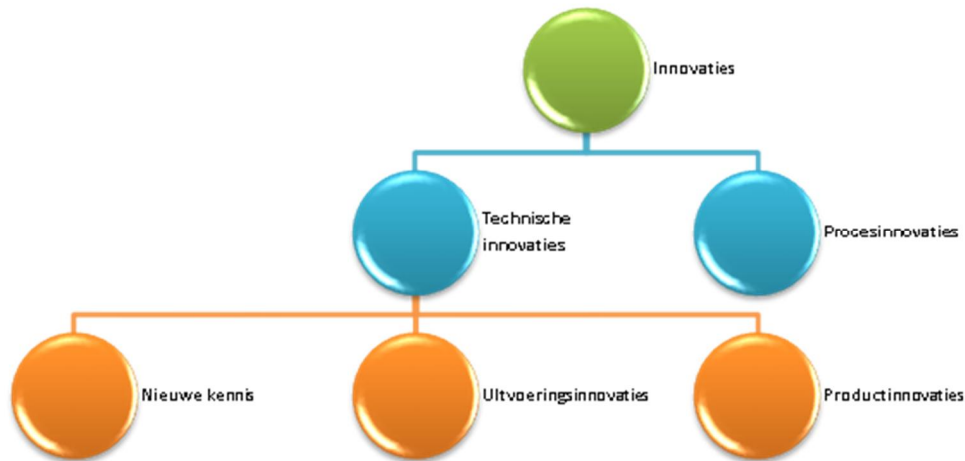 Innovaties
Technische
innovaties
Procesinnovaties
Nieuwe kennis
Uitvoeringsinnovaties
Productinnovaties